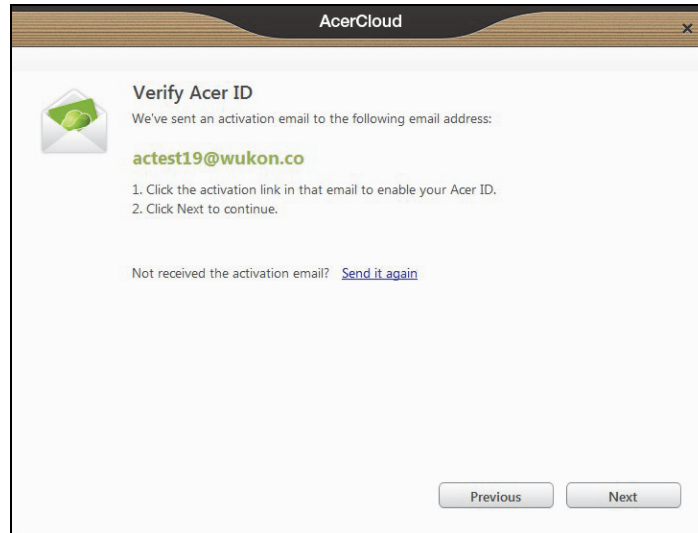 AcerCloud
Verify Acer ID
We've sent an activation email to the following email address:
actest19@wukon.co
1. Click the activation link in that email to enable your Acer ID.
2. Click Next to continue.
Not received the activation email? Send it again
Previous Next